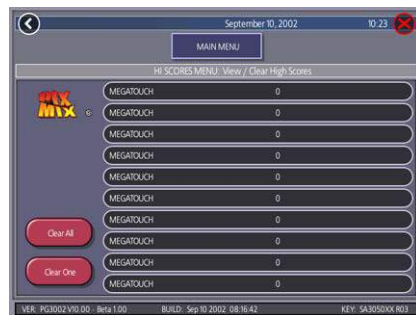 September 10, 2002 10:23
MAIN MENU
HI SCORES MENU: View / Clear High Scores
PIX
MIX
MEGATOUCH 0
MEGATOUCH 0
MEGATOUCH 0
MEGATOUCH 0
MEGATOUCH 0
MEGATOUCH 0
MEGATOUCH 0
MEGATOUCH 0
MEGATOUCH 0
MEGATOUCH 0
Clear All
Clear One
VER: PG3002 V10.00 - Beta 1.00 BUILD: Sep 10 2002 08:16:42 KEY: SA3050XX R03